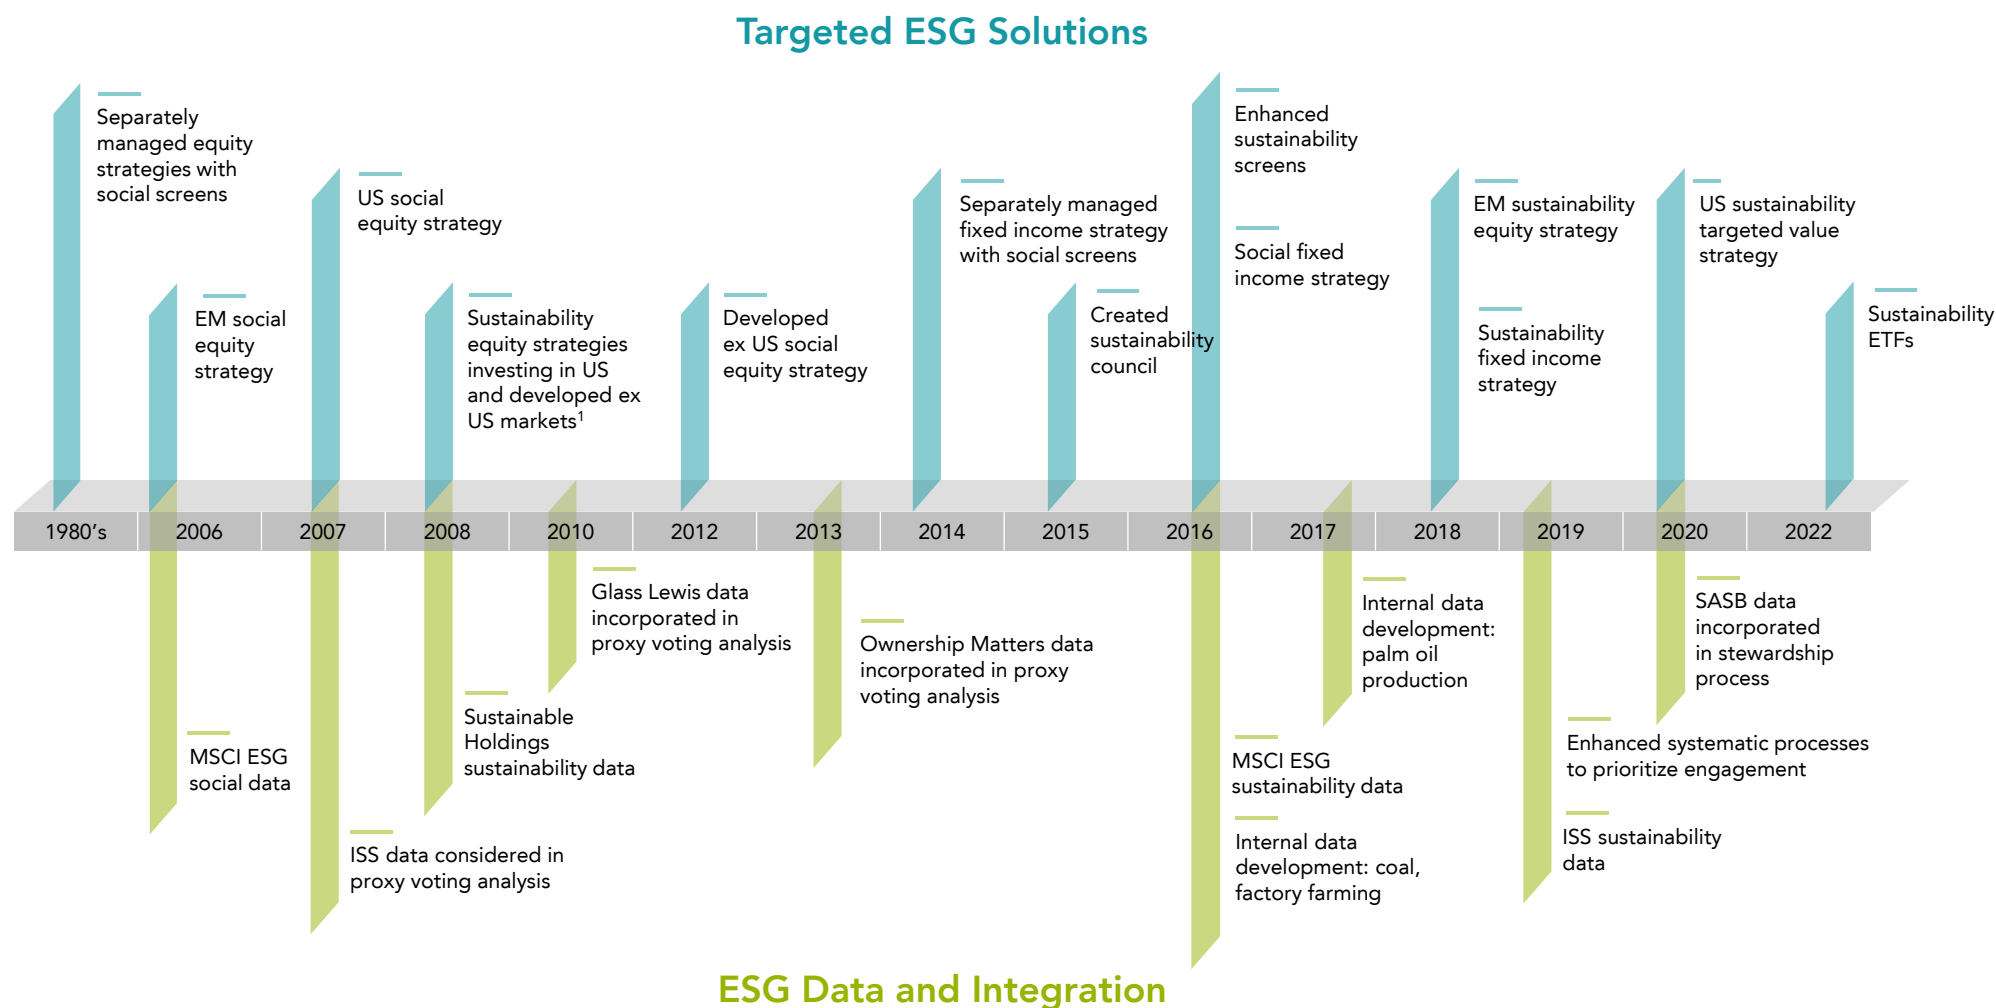 Targeted ESG Solutions
Separately
managed equity
strategies with
social screens
EM social
equity
strategy
US social
equity strategy
Sustainability
equity strategies
investing in US
and developed ex
US markets¹
Developed
ex US social
equity strategy
Separately managed
fixed income strategy
with social screens
Created
sustainability
council
Enhanced
sustainability
screens
Social fixed
income strategy
EM sustainability
equity strategy
Sustainability
fixed income
strategy
US sustainability
targeted value
strategy
Sustainability
ETFs
1980's
2006
2007
2008
2010
2012
2013
2014
2015
2016
2017
2018
2019
2020
2022
MSCI ESG
social data
ISS data considered in
proxy voting analysis
Sustainable
Holdings
sustainability data
Glass Lewis data
incorporated in
proxy voting analysis
Ownership Matters data
incorporated in proxy
voting analysis
MSCI ESG
sustainability data
Internal data
development: coal,
factory farming
Internal data
development:
palm oil
production
Enhanced systematic processes
to prioritize engagement
ISS sustainability
data
SASB data
incorporated
in stewardship
process
ESG Data and Integration